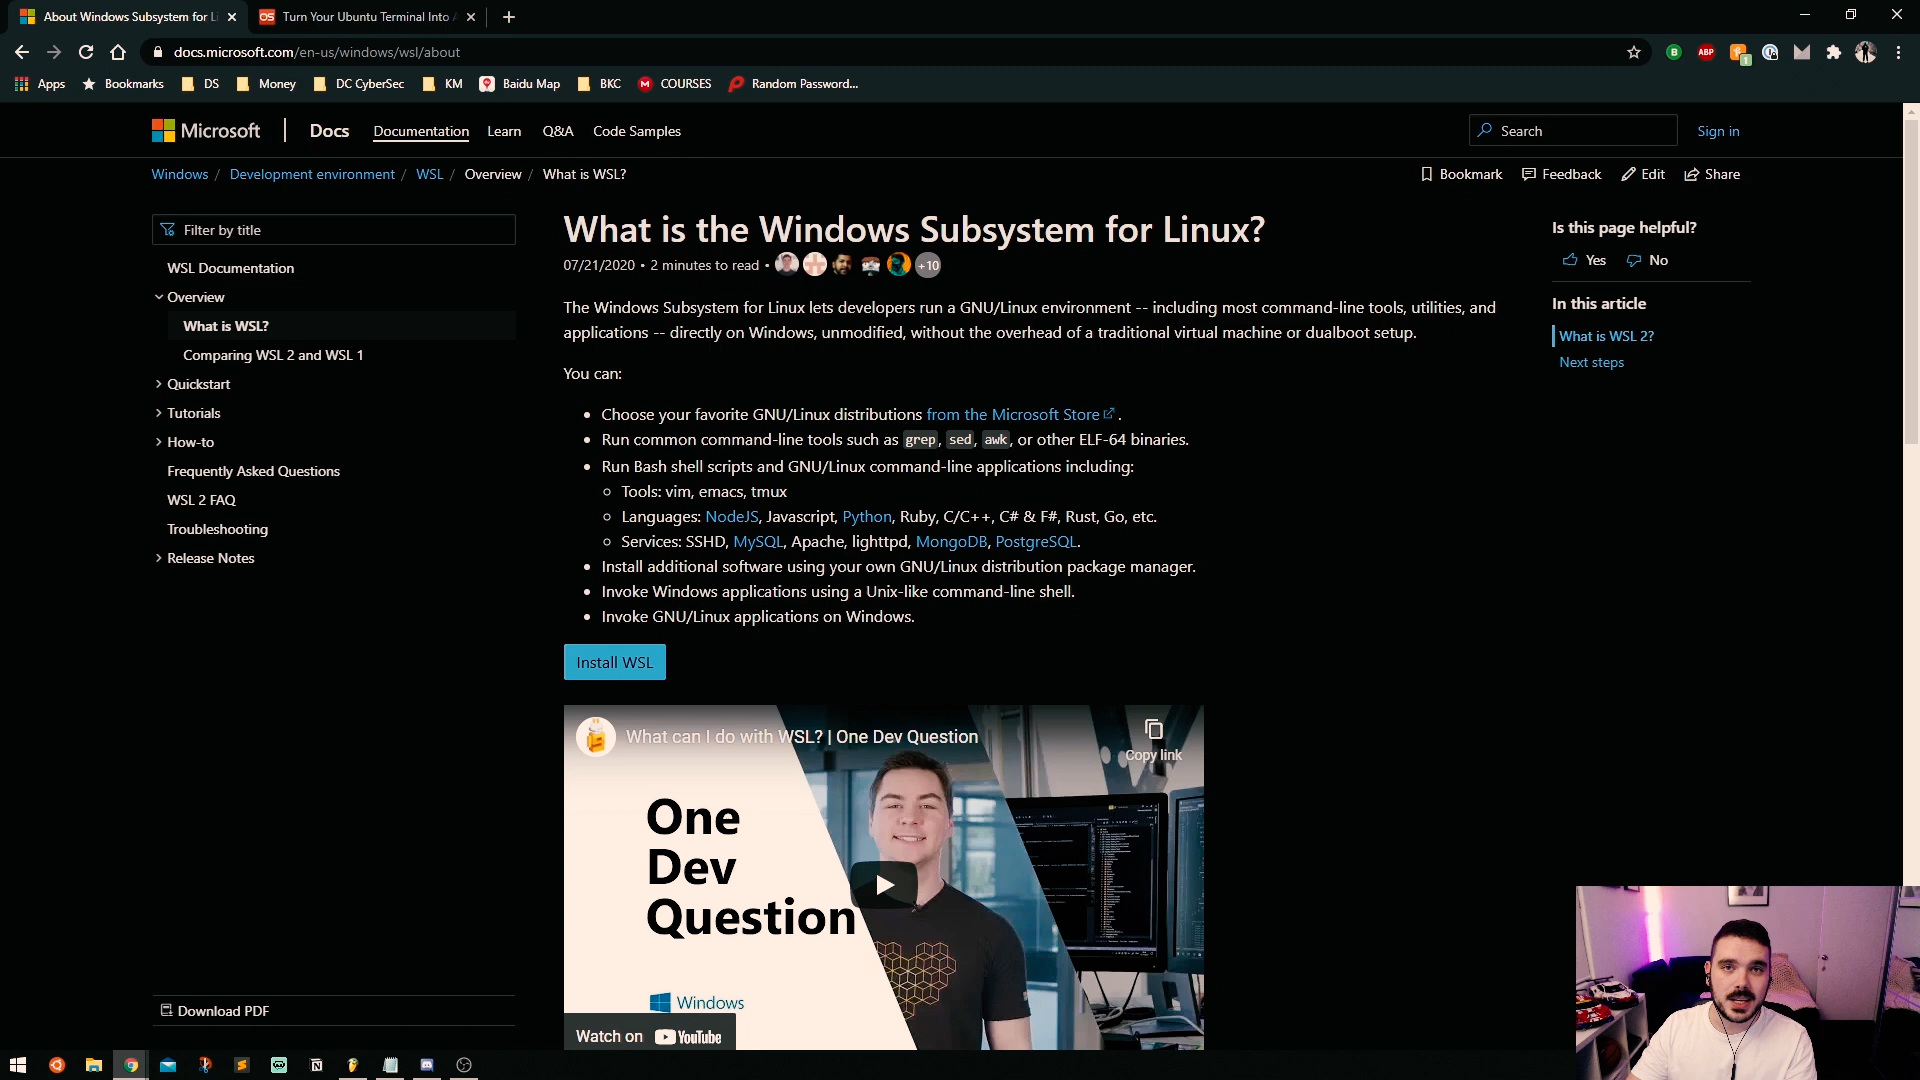 About Windows Subsystem for Li
Turn Your Ubuntu Terminal Into A
docs.microsoft.com/en-us/windows/wsl/about
B
ABP
1
Apps
Bookmarks
DS
Money
DC CyberSec
KM
Baidu Map
BKC
COURSES
Random Password...
Microsoft
Docs
Documentation
Learn
Q&A
Code Samples
Search
Sign in
Windows / Development environment / WSL / Overview / What is WSL?
Bookmark
Feedback
Edit
Share
Filter by title
WSL Documentation
Overview
What is WSL?
Comparing WSL 2 and WSL 1
Quickstart
Tutorials
How-to
Frequently Asked Questions
WSL 2 FAQ
Troubleshooting
Release Notes
Download PDF
What is the Windows Subsystem for Linux?
07/21/2020 • 2 minutes to read •
+10
The Windows Subsystem for Linux lets developers run a GNU/Linux environment -- including most command-line tools, utilities, and
applications -- directly on Windows, unmodified, without the overhead of a traditional virtual machine or dualboot setup.
You can:
• Choose your favorite GNU/Linux distributions from the Microsoft Store .
• Run common command-line tools such as grep, sed, awk, or other ELF-64 binaries.
• Run Bash shell scripts and GNU/Linux command-line applications including:
○ Tools: vim, emacs, tmux
○ Languages: NodeJS, Javascript, Python, Ruby, C/C++, C# & F#, Rust, Go, etc.
○ Services: SSHD, MySQL, Apache, lighttpd, MongoDB, PostgreSQL.
• Install additional software using your own GNU/Linux distribution package manager.
• Invoke Windows applications using a Unix-like command-line shell.
• Invoke GNU/Linux applications on Windows.
Install WSL
What can I do with WSL? | One Dev Question
Copy link
One
Dev
Question
Windows
Watch on YouTube
Is this page helpful?
Yes
No
In this article
What is WSL 2?
Next steps